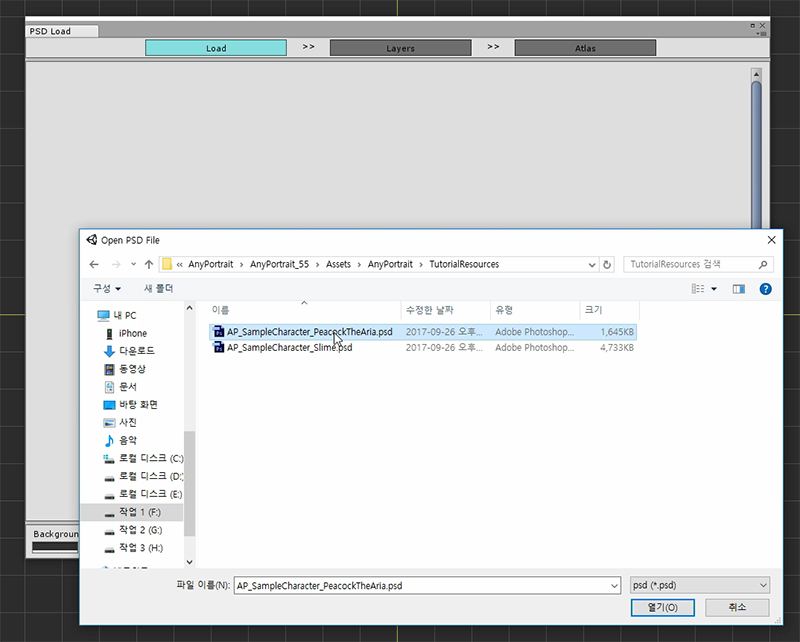 PSD Load
Load >> Layers >> Atlas
Open PSD File
« AnyPortrait › AnyPortrait_55 › Assets › AnyPortrait › TutorialResources
TutorialResources 검색
구성 새 폴더
이름 수정한 날짜 유형 크기
내 PC
iPhone
다운로드
동영상
문서
바탕 화면
사진
음악
로컬 디스크 (C:)
로컬 디스크 (D:)
로컬 디스크 (E:)
작업 1 (F:)
작업 2 (G:)
작업 3 (H:)
AP_SampleCharacter_PeacockTheAria.psd 2017-09-26 오후... Adobe Photoshop... 1,645KB
AP_SampleCharacter_Slime.psd 2017-09-26 오후... Adobe Photoshop... 4,733KB
Backgroun
파일 이름(N): AP_SampleCharacter_PeacockTheAria.psd psd (*.psd)
열기(O) 취소